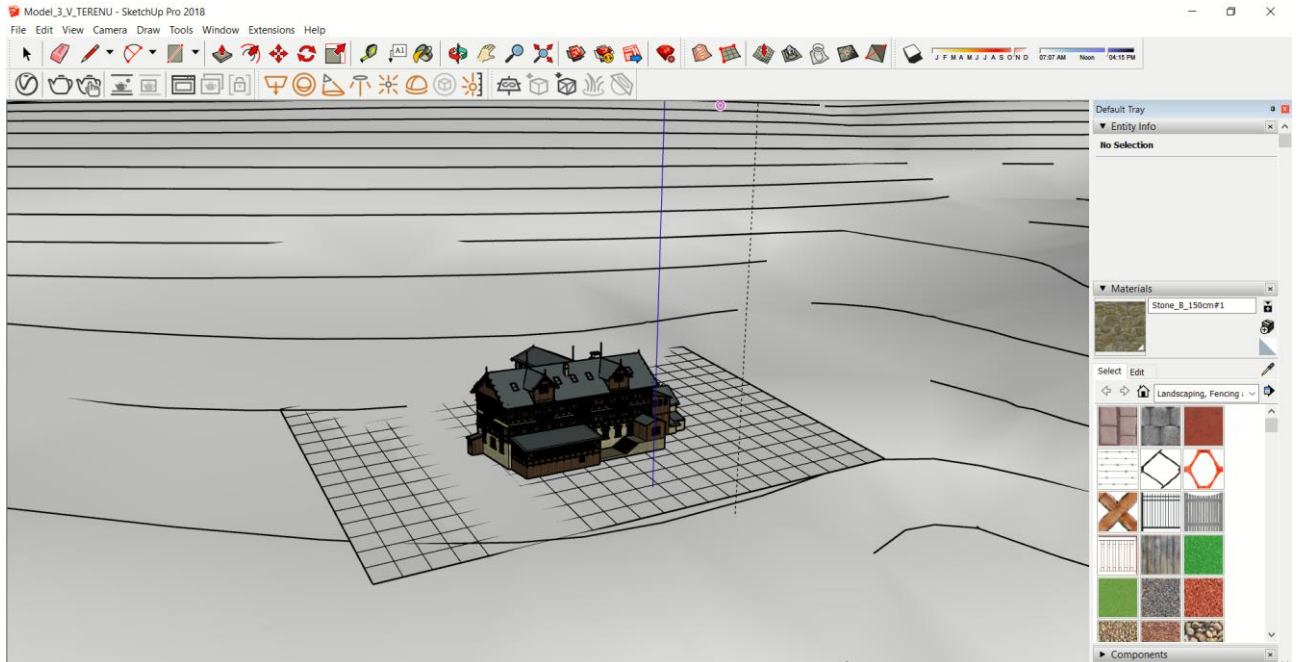 Model_3_V_TERENU - SketchUp Pro 2018
File Edit View Camera Draw Tools Window Extensions Help
A1
J F M A M J J A S O N D 07:07 AM Noon 04:15 PM
Default Tray
Entity Info
No Selection
Materials
Stone_B_150cm#1
Select Edit
Landscaping, Fencing
Components